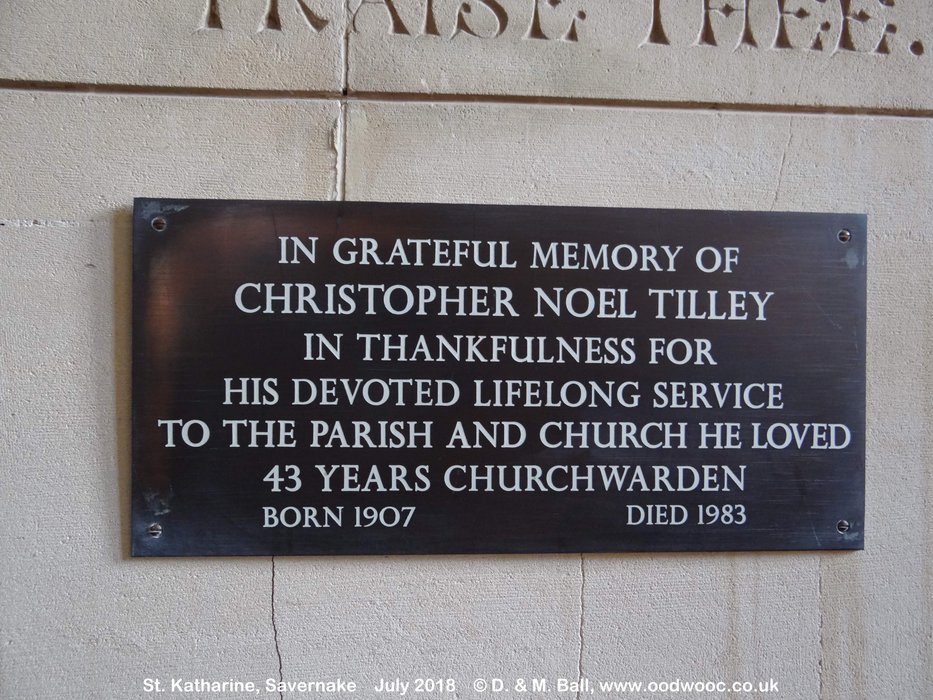 PRAISE THEE.
IN GRATEFUL MEMORY OF
CHRISTOPHER NOEL TILLEY
IN THANKFULNESS FOR
HIS DEVOTED LIFELONG SERVICE
TO THE PARISH AND CHURCH HE LOVED
43 YEARS CHURCHWARDEN
BORN 1907 DIED 1983
St. Katharine, Savernake July 2018 © D. & M. Ball, www.oodwooc.co.uk